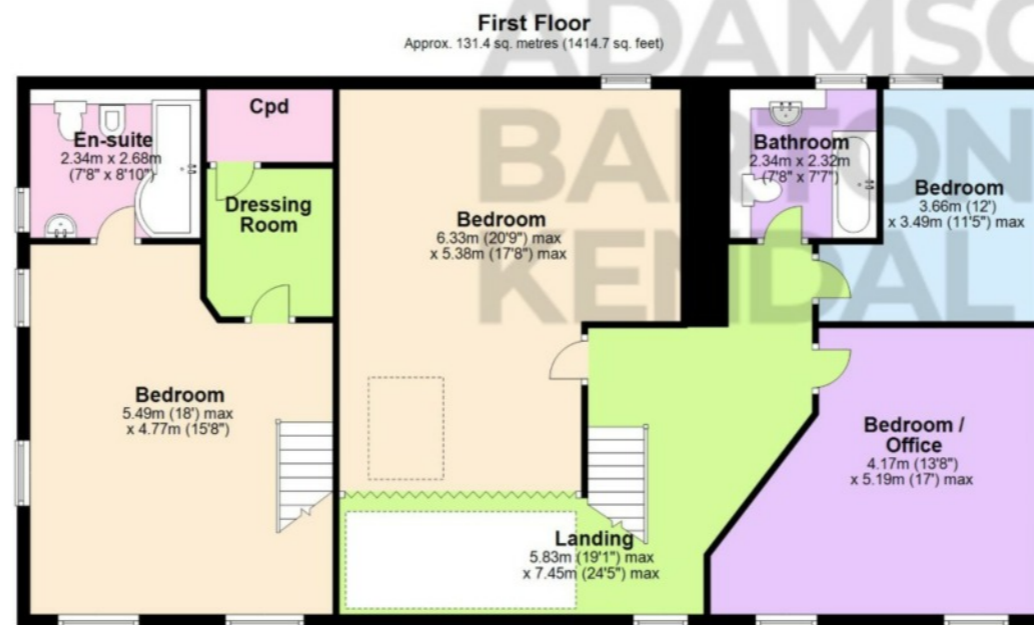 First Floor
Approx. 131.4 sq. metres (1414.7 sq. feet)
ADAMSO
BARTON
KENDAL
En-suite
2.34m x 2.68m
(7'8" x 8'10")
Cpd
Dressing
Room
Bedroom
6.33m (20'9") max
x 5.38m (17'8") max
Bathroom
2.34m x 2.32m
(7'8" x 7'7")
Bedroom
3.66m (12')
x 3.49m (11'5") max
Bedroom
5.49m (18') max
x 4.77m (15'8")
Bedroom /
Office
4.17m (13'8")
x 5.19m (17') max
Landing
5.83m (19'1") max
x 7.45m (24'5") max